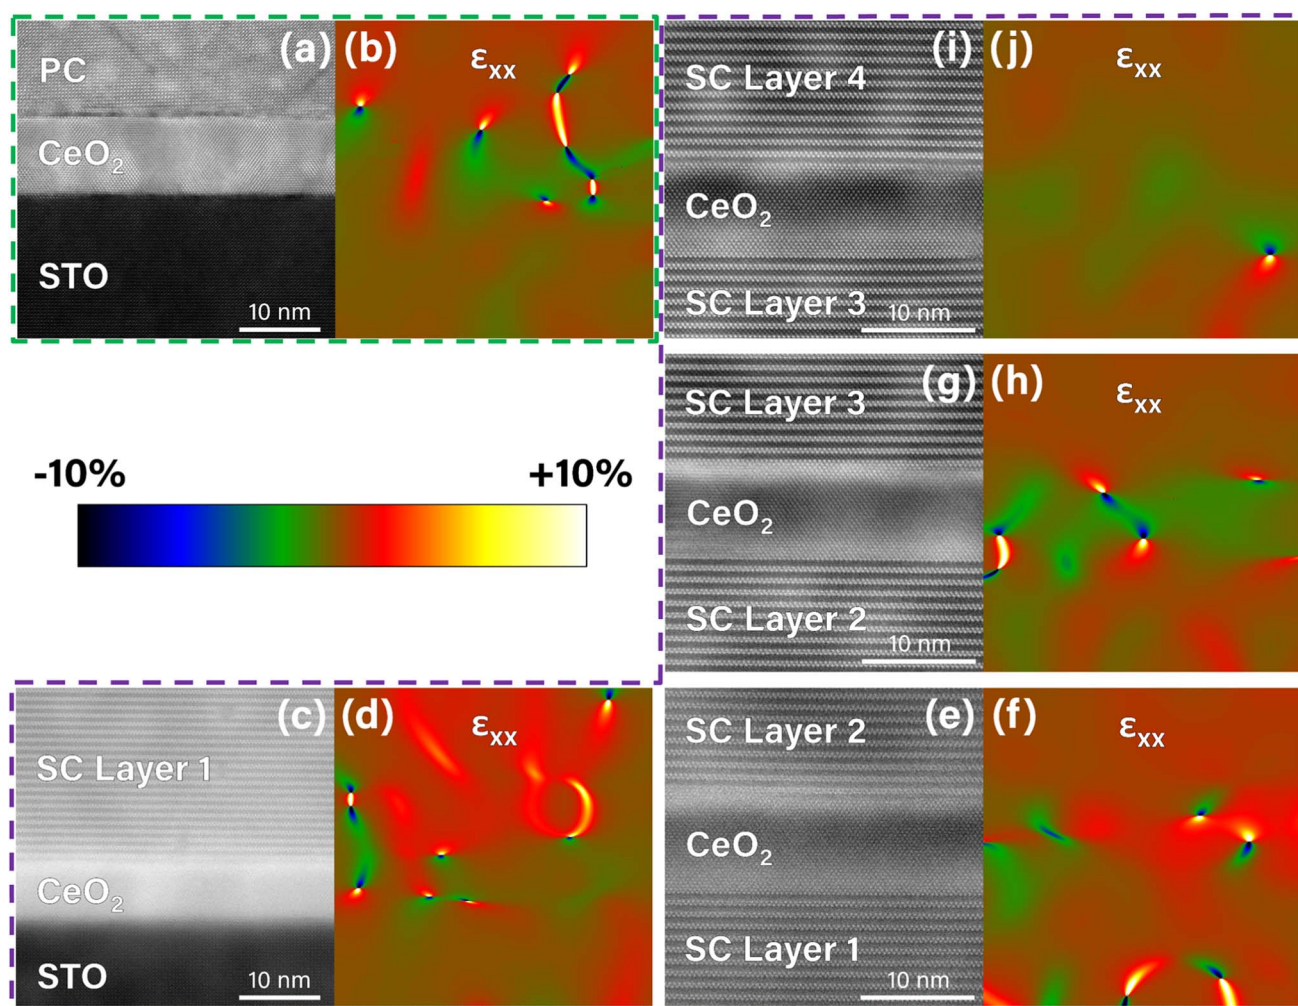 (a)
PC
CeO₂
STO
10 nm
(b)
εxx
(i)
SC Layer 4
CeO₂
SC Layer 3
10 nm
(j)
εxx
(g)
SC Layer 3
CeO₂
SC Layer 2
10 nm
(h)
εxx
-10%
+10%
(c)
SC Layer 1
CeO₂
STO
10 nm
(d)
εxx
(e)
SC Layer 2
CeO₂
SC Layer 1
10 nm
(f)
εxx